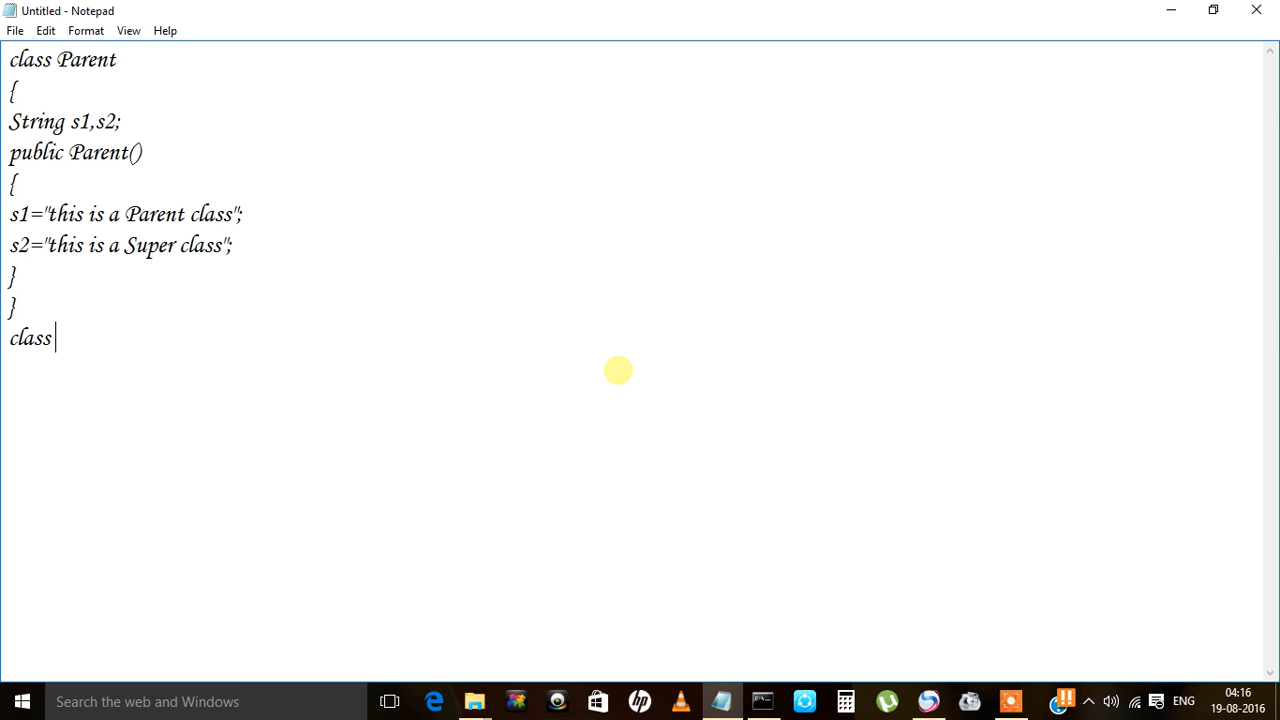 Untitled - Notepad
File Edit Format View Help
class Parent
{
String s1,s2;
public Parent()
{
s1="this is a Parent class";
s2="this is a Super class";
}
}
class
Search the web and Windows
ENG
04:16
19-08-2016